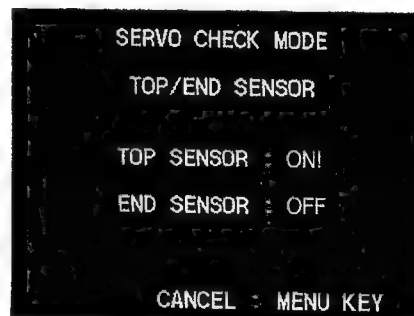 SERVO CHECK MODE
TOP/END SENSOR
TOP SENSOR : ON!
END SENSOR : OFF
CANCEL : MENU KEY